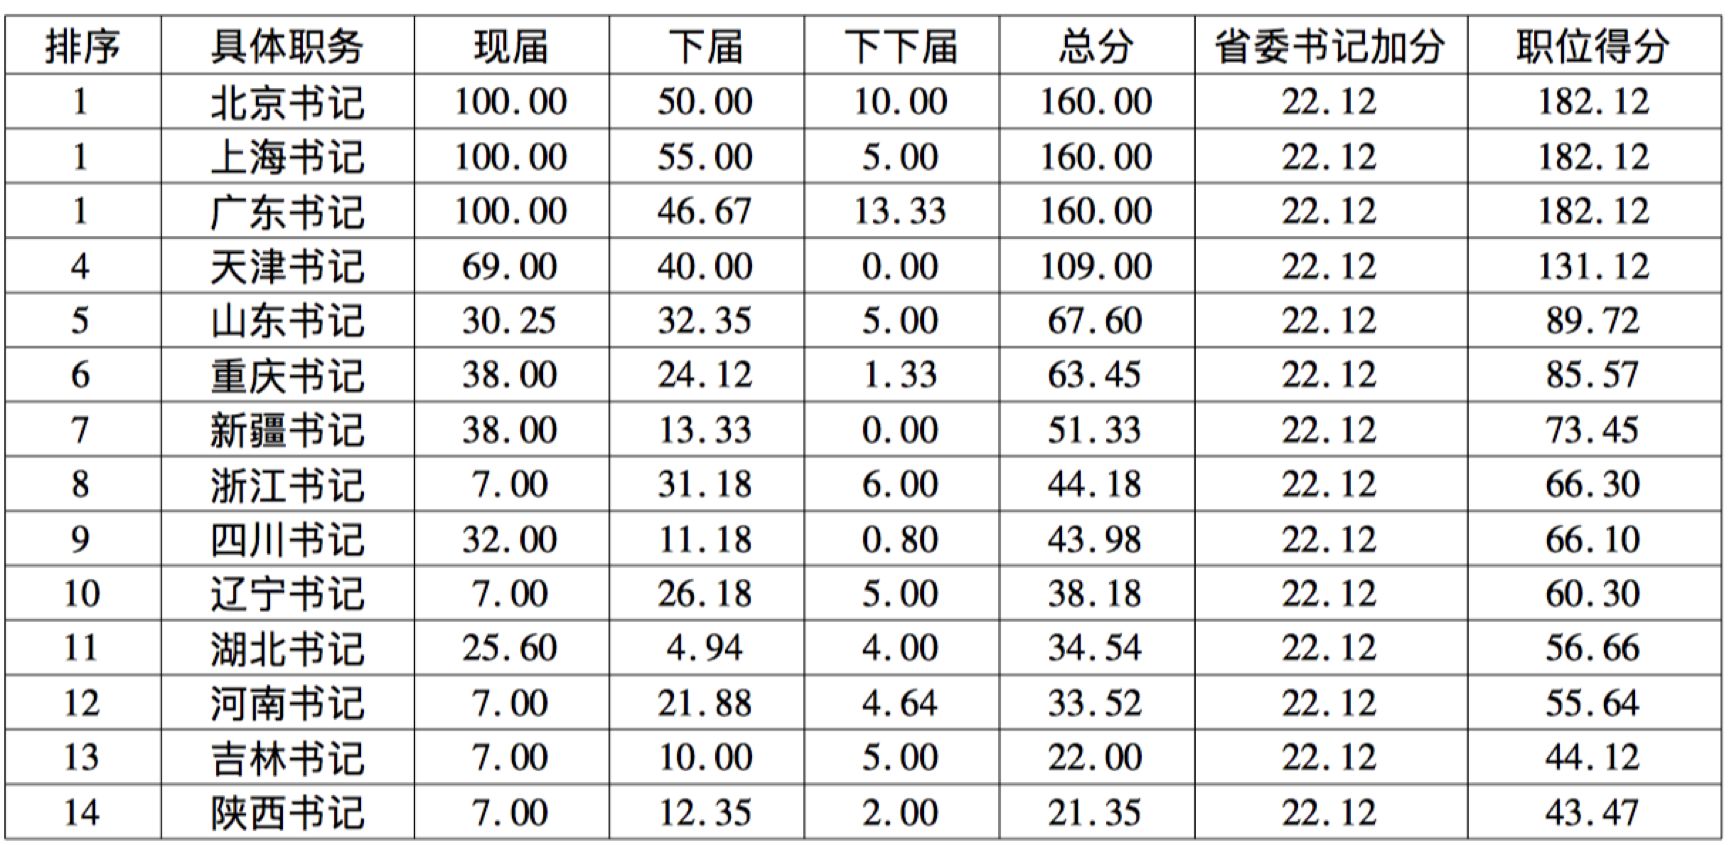 排序 具体职务 现届 下届 下下届 总分 省委书记加分 职位得分
1 北京书记 100.00 50.00 10.00 160.00 22.12 182.12
1 上海书记 100.00 55.00 5.00 160.00 22.12 182.12
1 广东书记 100.00 46.67 13.33 160.00 22.12 182.12
4 天津书记 69.00 40.00 0.00 109.00 22.12 131.12
5 山东书记 30.25 32.35 5.00 67.60 22.12 89.72
6 重庆书记 38.00 24.12 1.33 63.45 22.12 85.57
7 新疆书记 38.00 13.33 0.00 51.33 22.12 73.45
8 浙江书记 7.00 31.18 6.00 44.18 22.12 66.30
9 四川书记 32.00 11.18 0.80 43.98 22.12 66.10
10 辽宁书记 7.00 26.18 5.00 38.18 22.12 60.30
11 湖北书记 25.60 4.94 4.00 34.54 22.12 56.66
12 河南书记 7.00 21.88 4.64 33.52 22.12 55.64
13 吉林书记 7.00 10.00 5.00 22.00 22.12 44.12
14 陕西书记 7.00 12.35 2.00 21.35 22.12 43.47